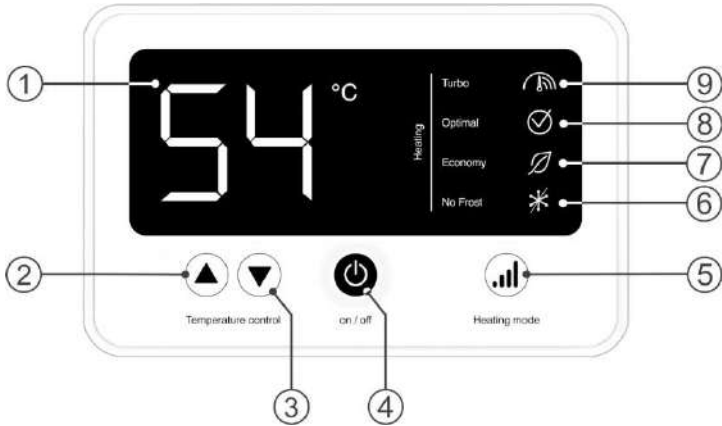 1
54 °C
Heating
Turbo
9
Optimal
8
Economy
7
No Frost
6
2
5
Temperature control
on / off
Heating mode
3
4